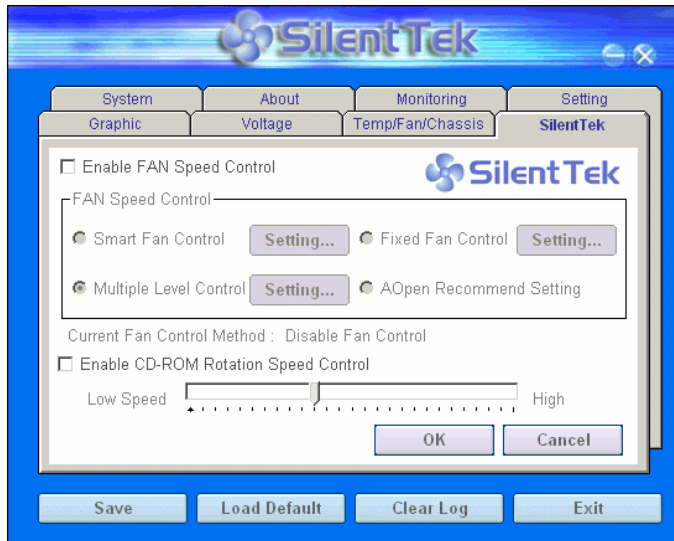 SilentTek
System About Monitoring Setting
Graphic Voltage Temp/Fan/Chassis SilentTek
Enable FAN Speed Control
SilentTek
FAN Speed Control
Smart Fan Control Setting... Fixed Fan Control Setting...
Multiple Level Control Setting... AOpen Recommend Setting
Current Fan Control Method : Disable Fan Control
Enable CD-ROM Rotation Speed Control
Low Speed High
OK Cancel
Save Load Default Clear Log Exit